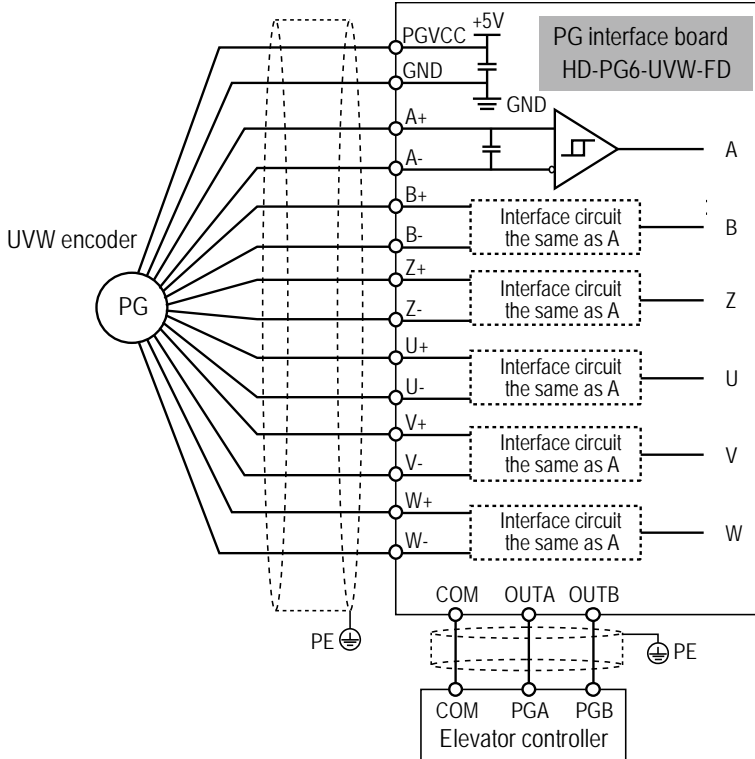 PGVCC
+5V
PG interface board
HD-PG6-UVW-FD
GND
GND
A+
A
A-
B+
Interface circuit
the same as A
B
B-
UVW encoder
Z+
Interface circuit
the same as A
Z
PG
Z-
U+
Interface circuit
the same as A
U
U-
V+
Interface circuit
the same as A
V
V-
W+
Interface circuit
the same as A
W
W-
COM OUTA OUTB
PE
PE
COM PGA PGB
Elevator controller